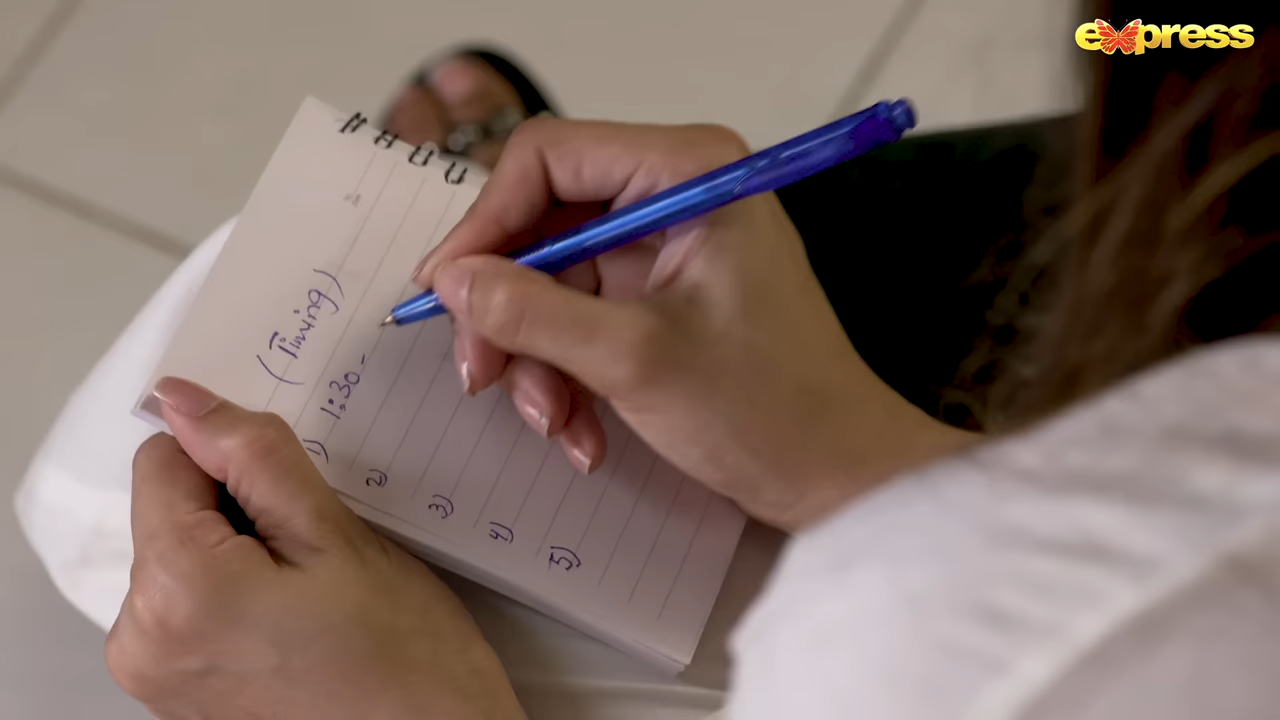 express
(Timing)
1) 1:30-
2)
3)
4)
5)